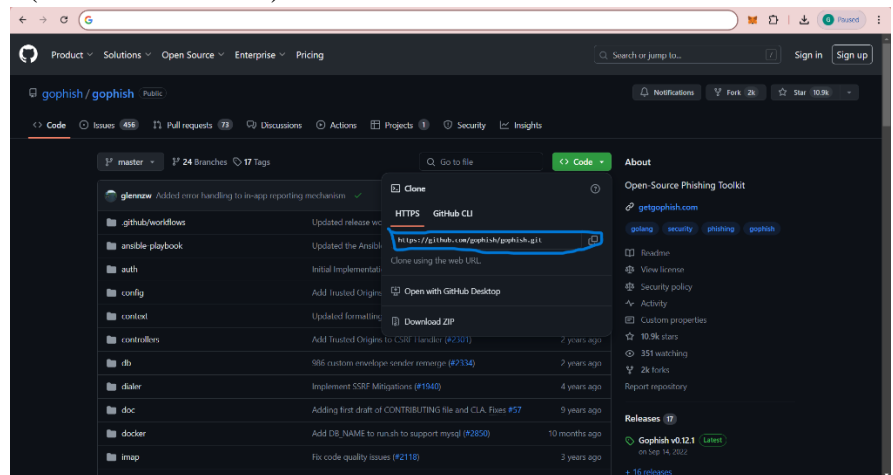 G Paused
Product Solutions Open Source Enterprise Pricing Search or jump to... / Sign in Sign up
gophish / gophish Public Notifications Fork 2k Star 10.9k
Code Issues 456 Pull requests 73 Discussions Actions Projects 1 Security Insights
master 24 Branches 17 Tags Go to file Code
glennzw Added error handling to in-app reporting mechanism
.github/workflows Updated release wo
ansible playbook Updated the Ansibl
auth Initial Implementati
config Add Trusted Origins
context Updated formatting
controllers Add Trusted Origins to CSRF Handler (#2301) 2 years ago
db 986 custom envelope sender remerge (#2334) 2 years ago
dialer Implement SSRF Mitigations (#1940) 4 years ago
doc Adding first draft of CONTRIBUTING file and CLA. Fixes #57 9 years ago
docker Add DB_NAME to run.sh to support mysql (#2850) 10 months ago
imap Fix code quality issues (#2118) 3 years ago
Clone
HTTPS GitHub CLI
https://github.com/gophish/gophish.git
Clone using the web URL.
Open with GitHub Desktop
Download ZIP
About
Open-Source Phishing Toolkit
getgophish.com
golang security phishing gophish
Readme
View license
Security policy
Activity
Custom properties
10.9k stars
351 watching
2k forks
Report repository
Releases 17
Gophish v0.12.1 Latest
on Sep 14, 2022
+ 16 releases